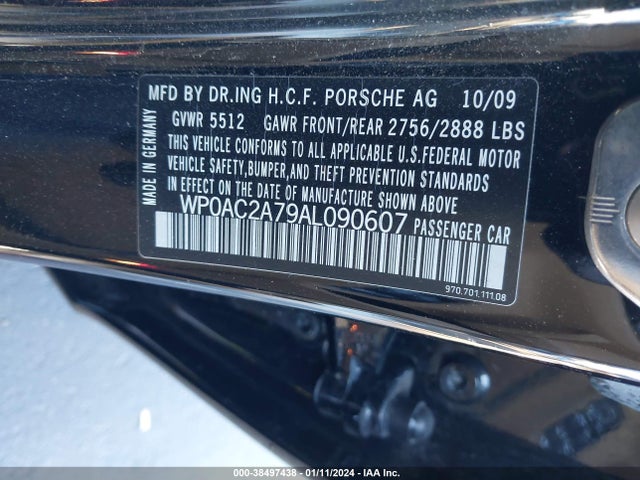 MFD BY DR.ING H.C.F. PORSCHE AG 10/09
GVWR 5512 GAWR FRONT/REAR 2756/2888 LBS
THIS VEHICLE CONFORMS TO ALL APPLICABLE U.S.FEDERAL MOTOR
VEHICLE SAFETY,BUMPER,AND THEFT PREVENTION STANDARDS
IN EFFECT ON THE DATE OF MANUFACTURE SHOWN ABOVE.
WP0AC2A79AL090607 PASSENGER CAR
MADE IN GERMANY
970.701.111.08
000-38497438 - 01/11/2024 - IAA Inc.